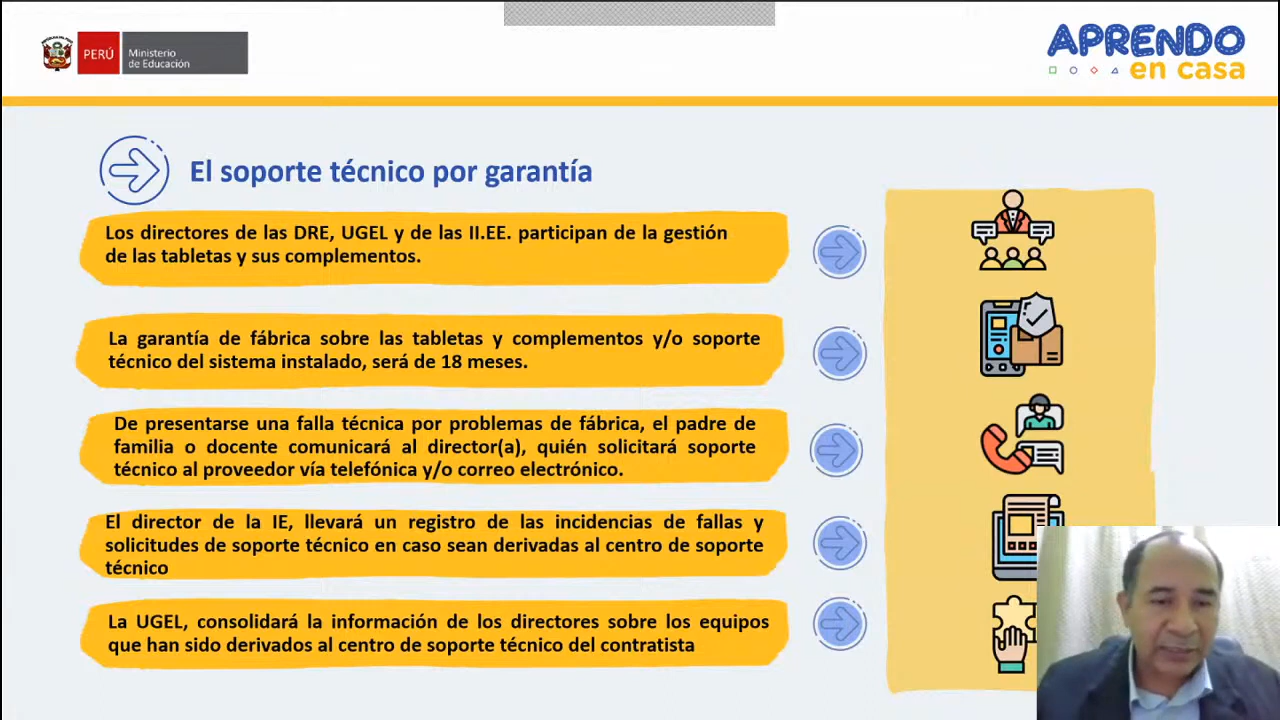 PERÚ
Ministerio
de Educación
APRENDO
en casa
El soporte técnico por garantía
Los directores de las DRE, UGEL y de las II.EE. participan de la gestión
de las tabletas y sus complementos.
La garantía de fábrica sobre las tabletas y complementos y/o soporte
técnico del sistema instalado, será de 18 meses.
De presentarse una falla técnica por problemas de fábrica, el padre de
familia o docente comunicará al director(a), quién solicitará soporte
técnico al proveedor vía telefónica y/o correo electrónico.
El director de la IE, llevará un registro de las incidencias de fallas y
solicitudes de soporte técnico en caso sean derivadas al centro de soporte
técnico
La UGEL, consolidará la información de los directores sobre los equipos
que han sido derivados al centro de soporte técnico del contratista